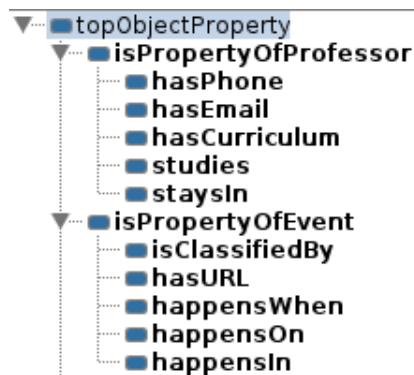 topObjectProperty
isPropertyOfProfessor
hasPhone
hasEmail
hasCurriculum
studies
staysIn
isPropertyOfEvent
isClassifiedBy
hasURL
happensWhen
happensOn
happensIn